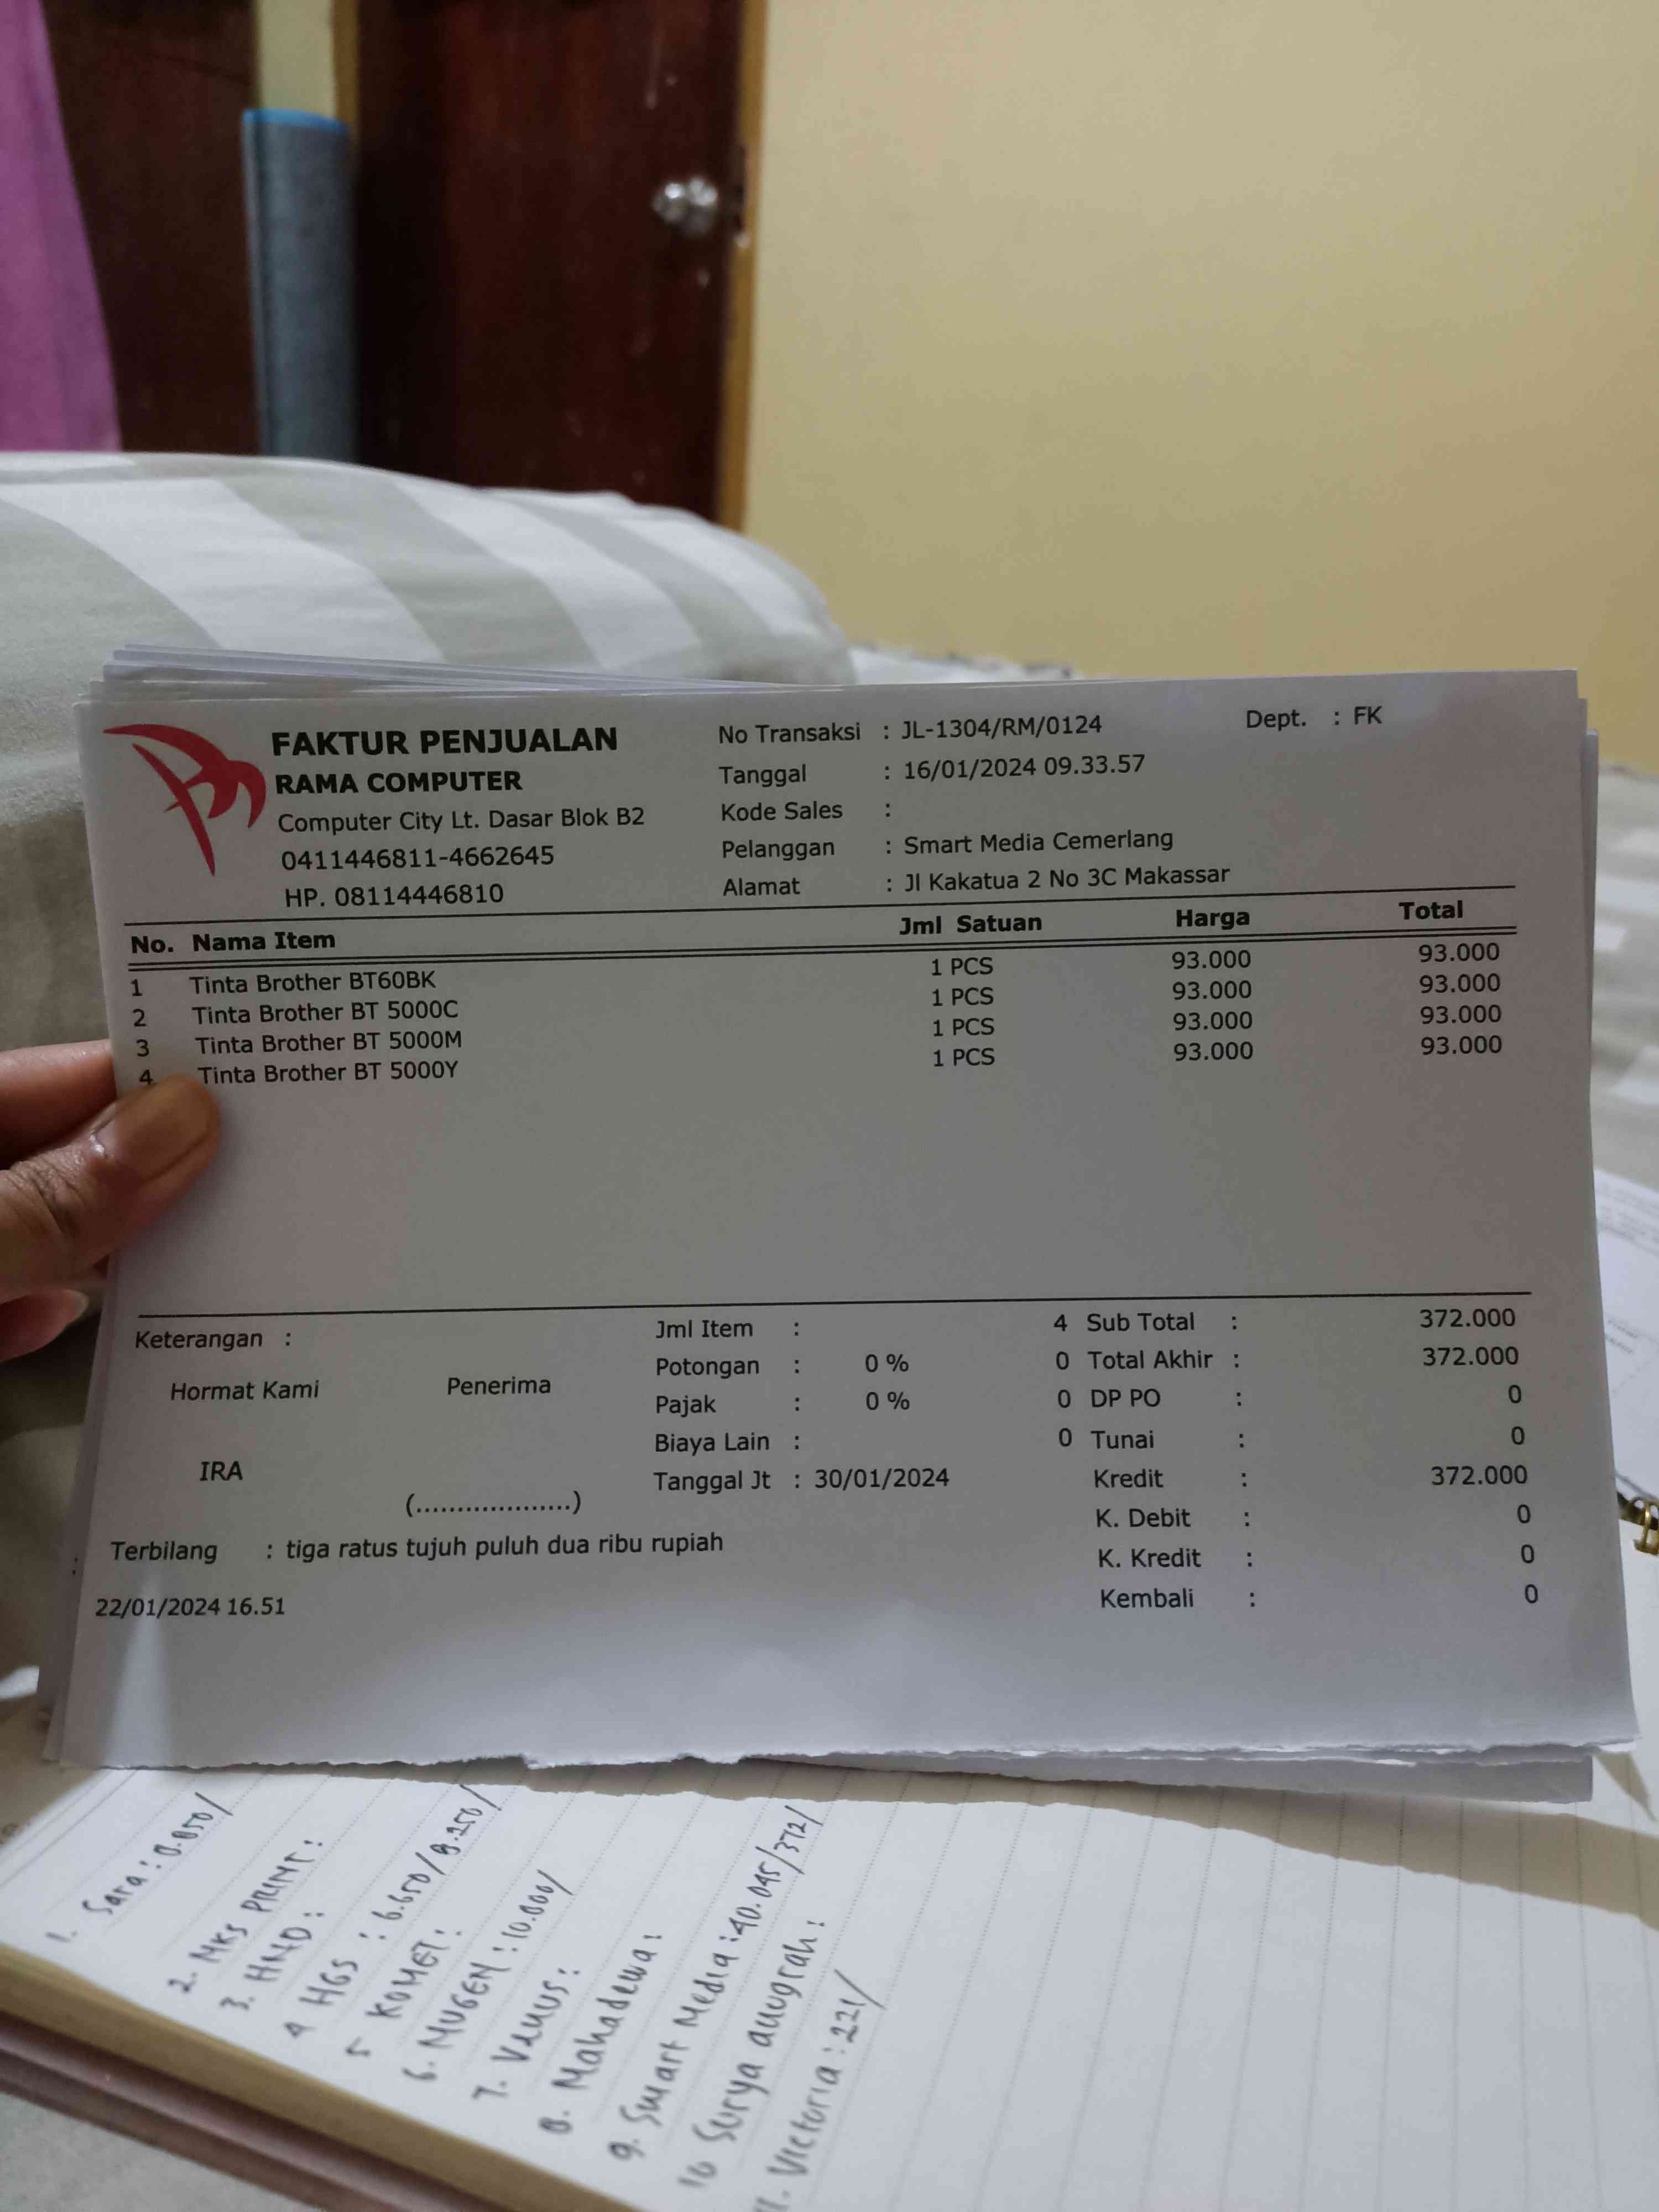 FAKTUR PENJUALAN
RAMA COMPUTER
Computer City Lt. Dasar Blok B2
0411446811-4662645
HP. 08114446810
No Transaksi : JL-1304/RM/0124
Dept. : FK
Tanggal : 16/01/2024 09.33.57
Kode Sales :
Pelanggan : Smart Media Cemerlang
Alamat : Jl Kakatua 2 No 3C Makassar
No. Nama Item Jml Satuan Harga Total
1 Tinta Brother BT60BK 1 PCS 93.000 93.000
2 Tinta Brother BT 5000C 1 PCS 93.000 93.000
3 Tinta Brother BT 5000M 1 PCS 93.000 93.000
4 Tinta Brother BT 5000Y 1 PCS 93.000 93.000
Keterangan :
Hormat Kami Penerima
IRA
(...................)
Jml Item : 4
Potongan : 0 % 0
Pajak : 0 % 0
Biaya Lain : 0
Tanggal Jt : 30/01/2024
Sub Total : 372.000
Total Akhir : 372.000
DP PO : 0
Tunai : 0
Kredit : 372.000
K. Debit : 0
K. Kredit : 0
Kembali : 0
Terbilang : tiga ratus tujuh puluh dua ribu rupiah
22/01/2024 16.51
1. Sara :
2. MKS PRINT :
3. HND :
4 HGS : 6.650/8.250/
5 KOMET :
6. MUGEN : 10.000/
7. Venus :
8. Mahadewa :
9. Smart Media : 40.045/372/
10 Surya anugrah :
11. Victoria : 221/